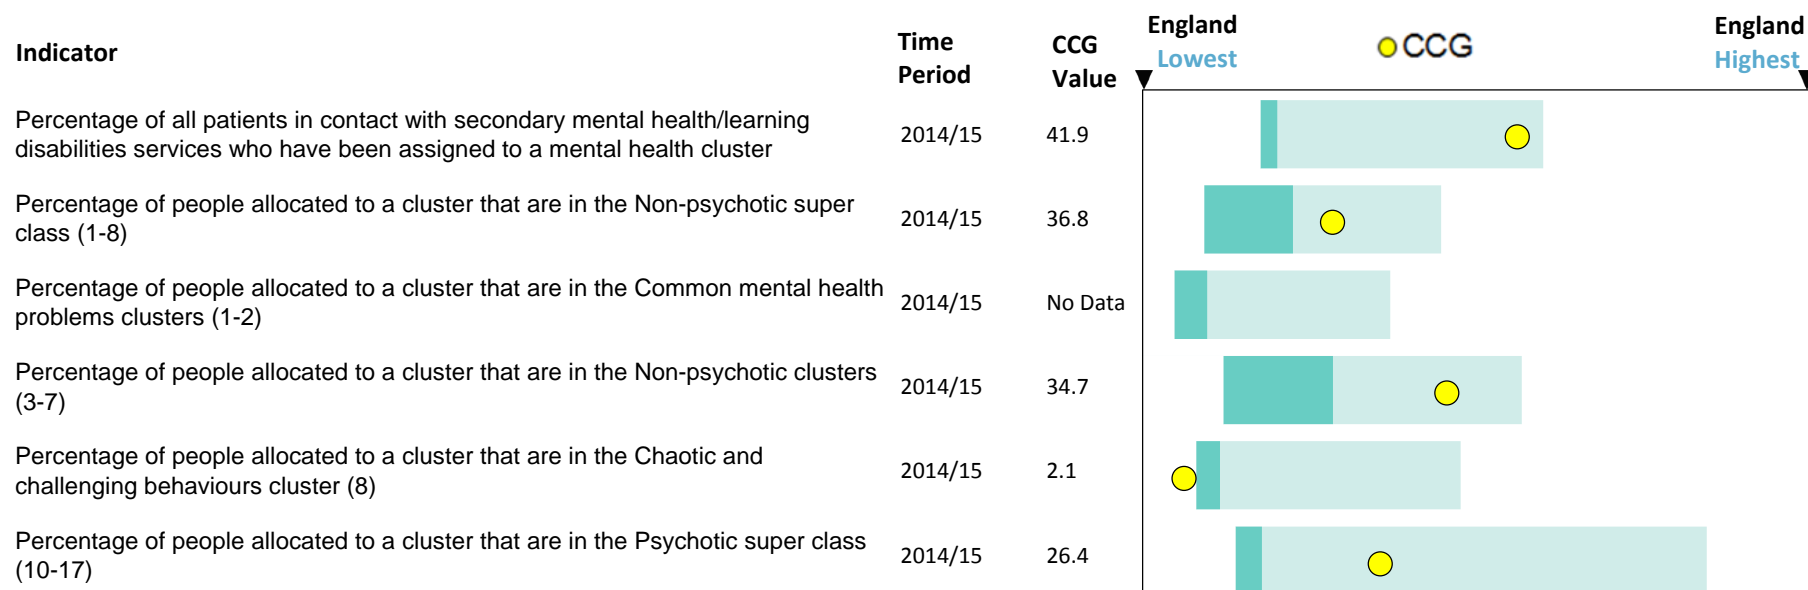 Indicator
Time Period
CCG Value
England Lowest
CCG
England Highest
Percentage of all patients in contact with secondary mental health/learning
disabilities services who have been assigned to a mental health cluster
2014/15
41.9
Percentage of people allocated to a cluster that are in the Non-psychotic super
class (1-8)
2014/15
36.8
Percentage of people allocated to a cluster that are in the Common mental health
problems clusters (1-2)
2014/15
No Data
Percentage of people allocated to a cluster that are in the Non-psychotic clusters
(3-7)
2014/15
34.7
Percentage of people allocated to a cluster that are in the Chaotic and
challenging behaviours cluster (8)
2014/15
2.1
Percentage of people allocated to a cluster that are in the Psychotic super class
(10-17)
2014/15
26.4